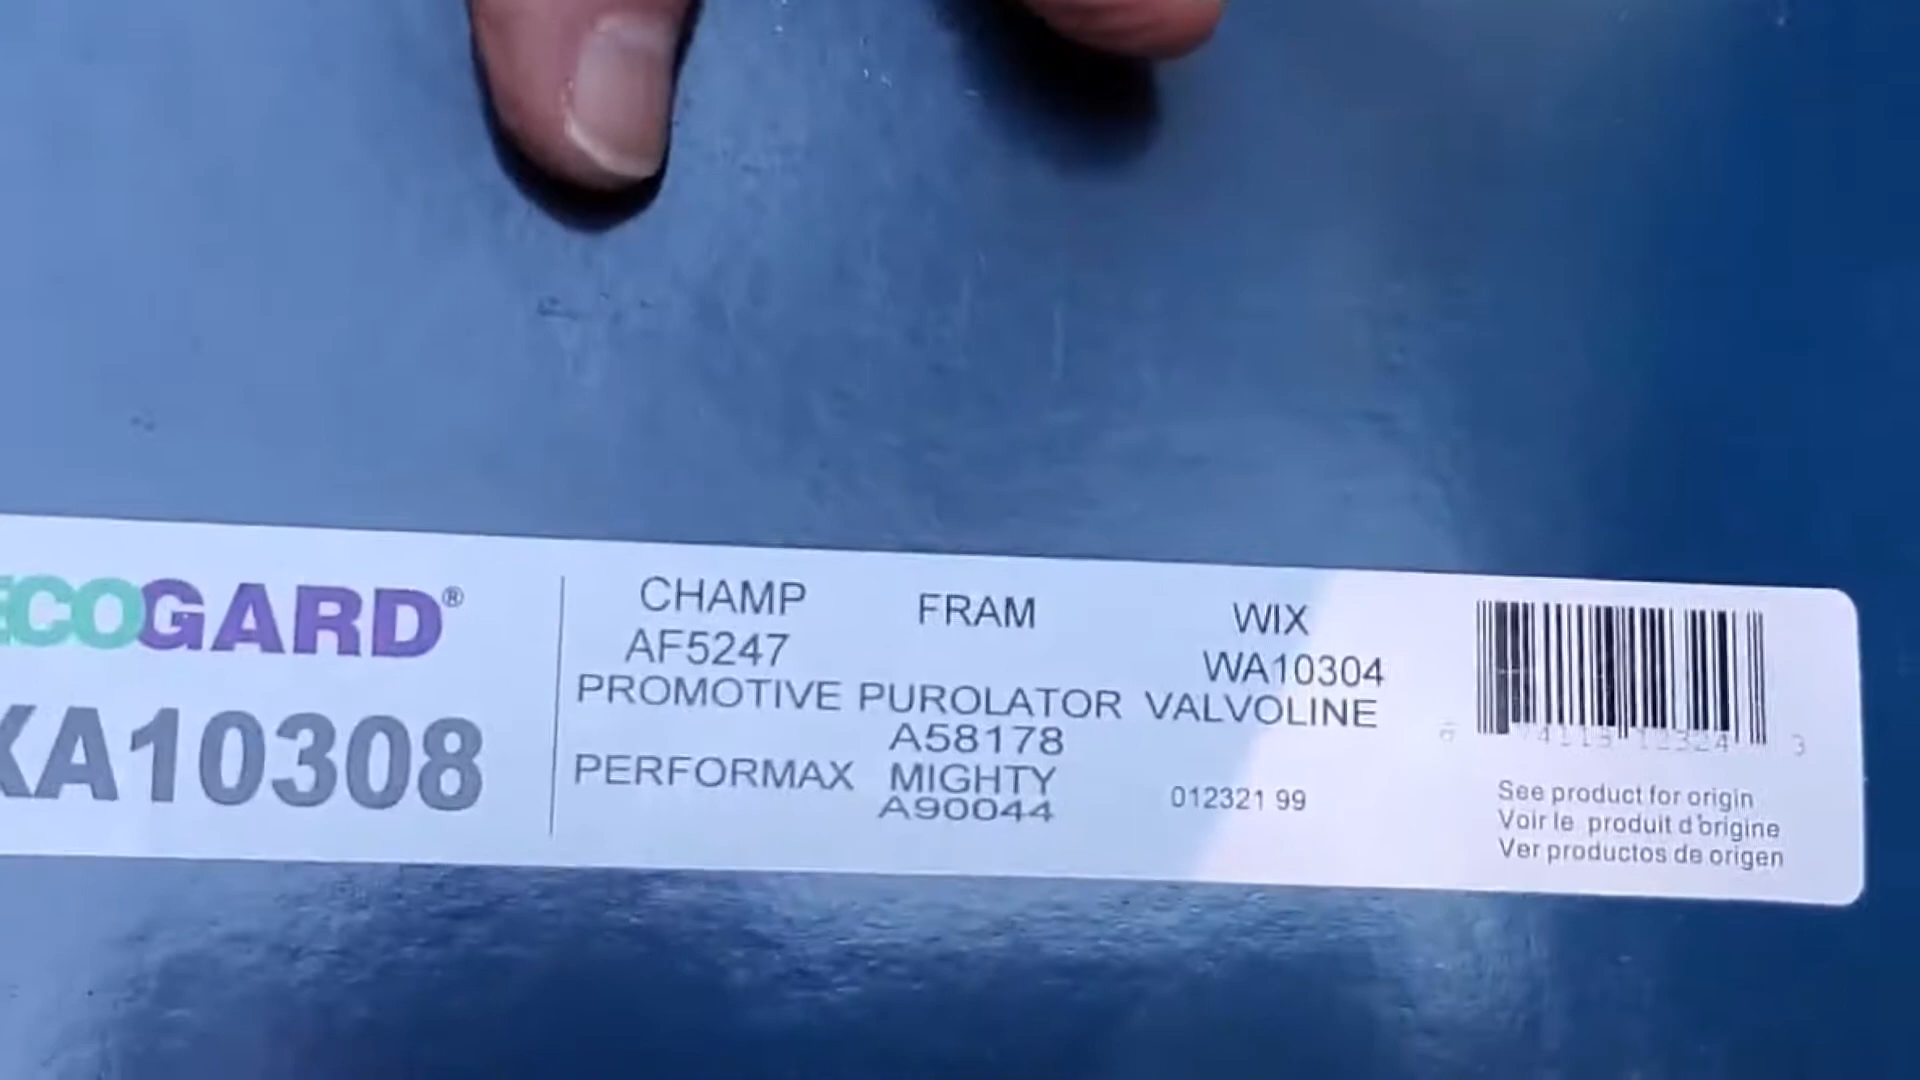 ECOGARD®
XA10308
CHAMP FRAM WIX
AF5247 WA10304
PROMOTIVE PUROLATOR VALVOLINE
A58178
PERFORMAX MIGHTY
A90044
012321 99
3
See product for origin
Voir le produit d'origine
Ver productos de origen